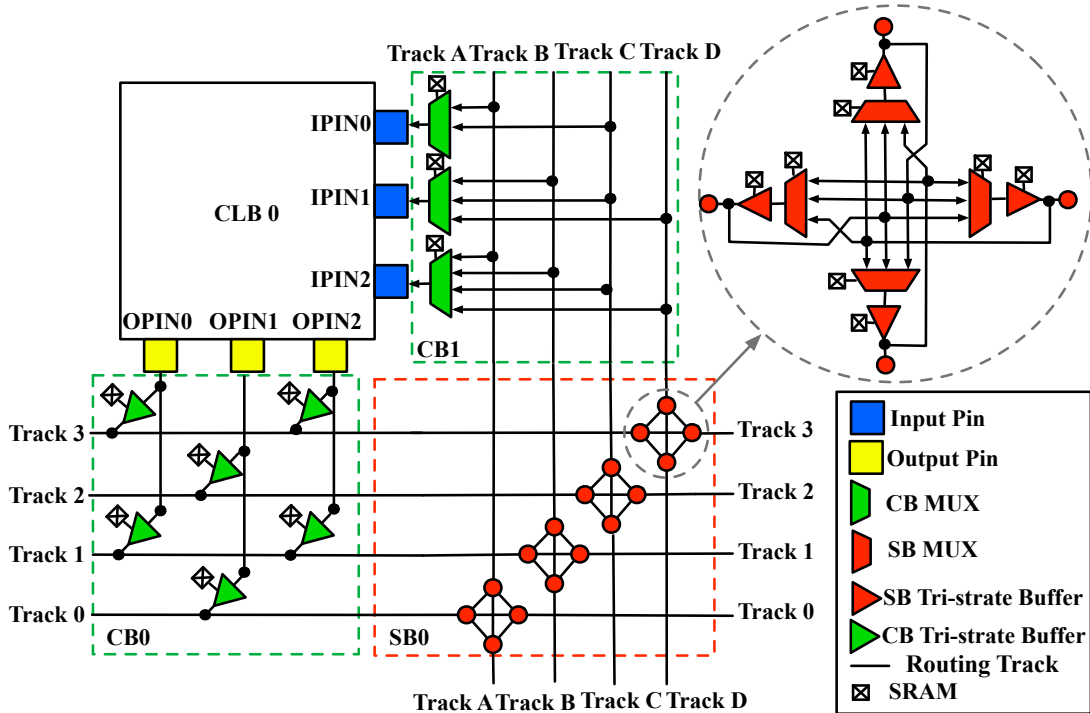 Track A Track B Track C Track D
IPIN0
IPIN1
CLB 0
IPIN2
OPIN0 OPIN1 OPIN2
CB1
Track 3 Track 3
Track 2 Track 2
Track 1 Track 1
Track 0 Track 0
CB0 SB0
Track A Track B Track C Track D
Input Pin
Output Pin
CB MUX
SB MUX
SB Tri-strate Buffer
CB Tri-strate Buffer
Routing Track
SRAM